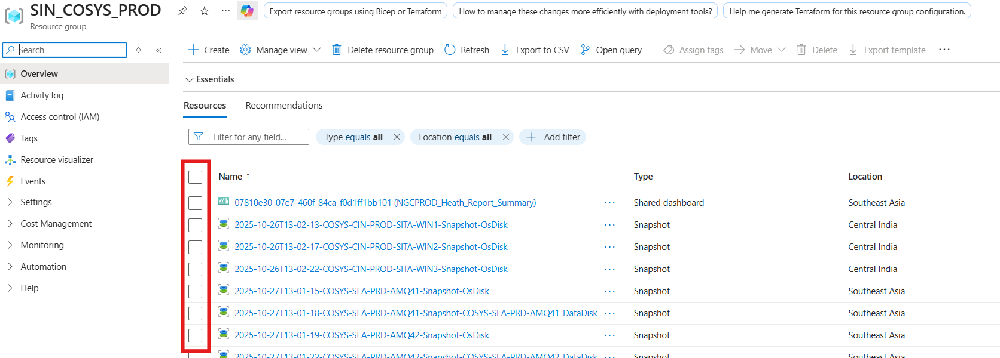 SIN_COSYS_PROD
Resource group
Export resource groups using Bicep or Terraform
How to manage these changes more efficiently with deployment tools?
Help me generate Terraform for this resource group configuration.
Search
Create
Manage view
Delete resource group
Refresh
Export to CSV
Open query
Assign tags
Move
Delete
Export template
Overview
Activity log
Access control (IAM)
Tags
Resource visualizer
Events
Settings
Cost Management
Monitoring
Automation
Help
Essentials
Resources Recommendations
Filter for any field...
Type equals all
Location equals all
Add filter
Name ↑ Type Location
07810e30-07e7-460f-84ca-f0d1ff1bb101 (NGCPROD_Heath_Report_Summary) Shared dashboard Southeast Asia
2025-10-26T13-02-13-COSYS-CIN-PROD-SITA-WIN1-Snapshot-OsDisk Snapshot Central India
2025-10-26T13-02-17-COSYS-CIN-PROD-SITA-WIN2-Snapshot-OsDisk Snapshot Central India
2025-10-26T13-02-22-COSYS-CIN-PROD-SITA-WIN3-Snapshot-OsDisk Snapshot Central India
2025-10-27T13-01-15-COSYS-SEA-PRD-AMQ41-Snapshot-OsDisk Snapshot Southeast Asia
2025-10-27T13-01-18-COSYS-SEA-PRD-AMQ41-Snapshot-COSYS-SEA-PRD-AMQ41_DataDisk Snapshot Southeast Asia
2025-10-27T13-01-19-COSYS-SEA-PRD-AMQ42-Snapshot-OsDisk Snapshot Southeast Asia
2025-10-27T13-01-22-COSYS-SEA-PRD-AMQ42-Snapshot-COSYS-SEA-PRD-AMQ42_DataDisk Snapshot Southeast Asia